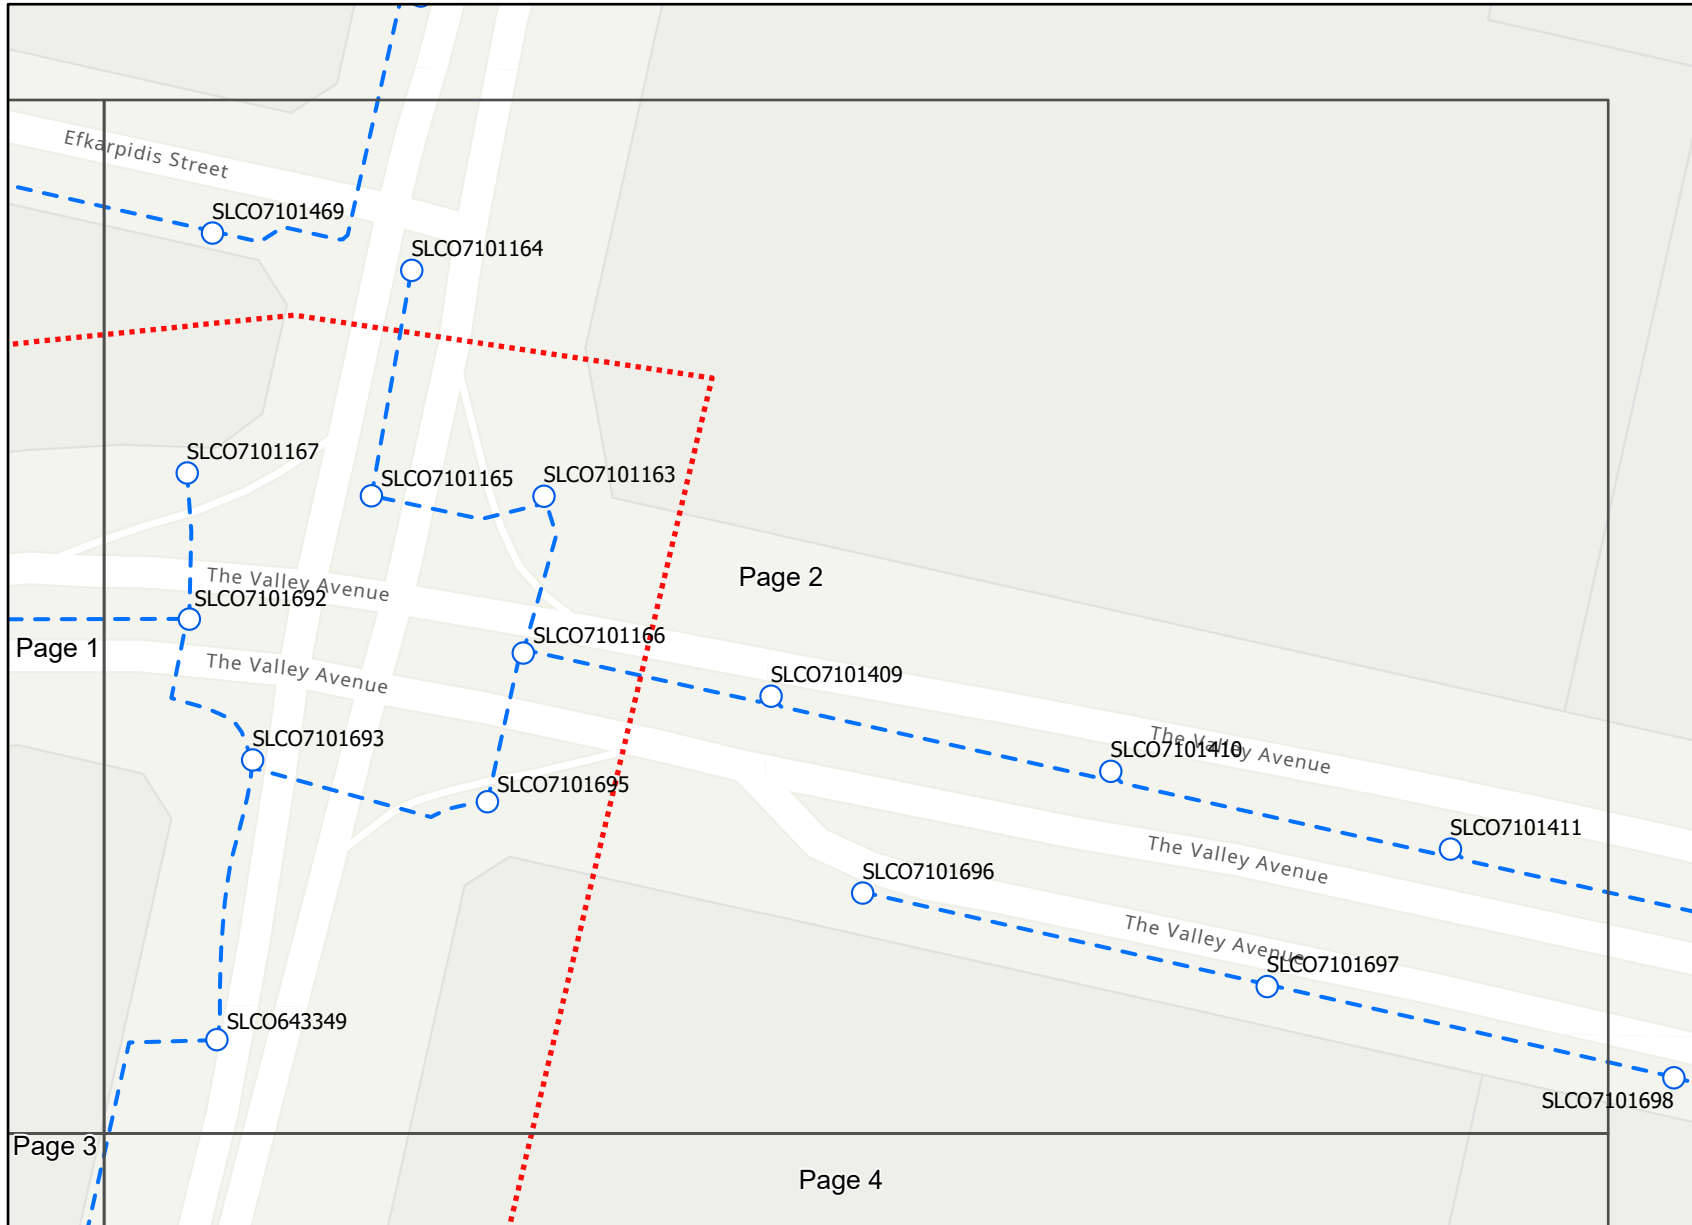 Efkarpidis Street
SLCO7101469
SLCO7101164
SLCO7101167
SLCO7101165
SLCO7101163
Page 2
The Valley Avenue
SLCO7101692
SLCO7101166
Page 1
The Valley Avenue
SLCO7101409
SLCO7101693
The Valley Avenue
SLCO7101410
SLCO7101695
SLCO7101411
The Valley Avenue
SLCO7101696
The Valley Avenue
SLCO7101697
SLCO643349
SLCO7101698
Page 3
Page 4